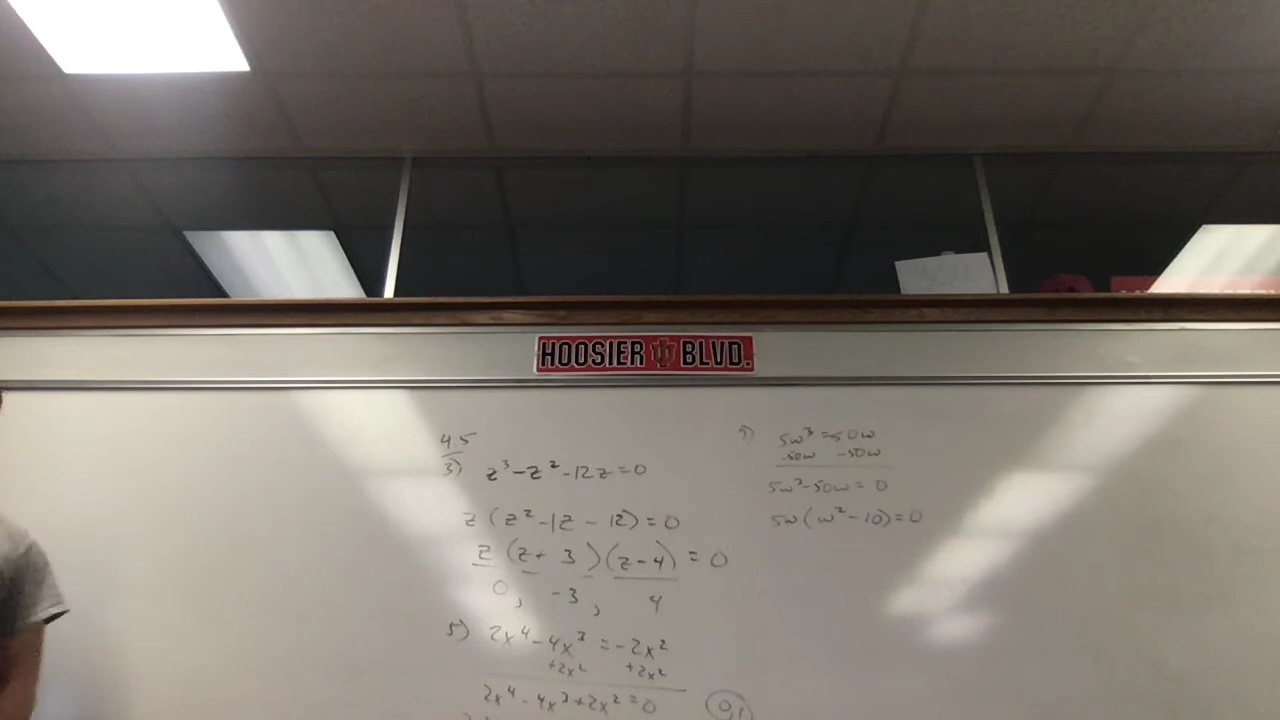 HOOSIER BLVD.
4.5
3) z³-z²-12z=0
z(z²-1z-12)=0
z(z+3)(z-4)=0
0, -3, 4
5) 2x⁴-4x³=-2x²
+2x² +2x²
2x⁴-4x³+2x²=0
0,1
5w³=50w
-50w -50w
5w³-50w=0
5w(w²-10)=0